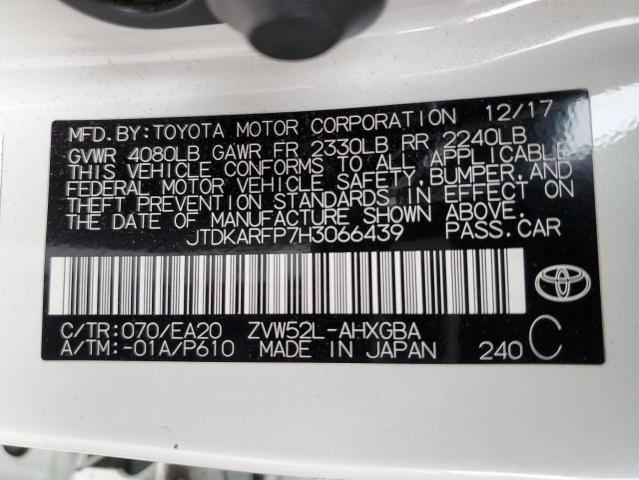 MFD. BY: TOYOTA MOTOR CORPORATION 12/17
GVWR 4080LB GAWR FR 2330LB RR 2240LB
THIS VEHICLE CONFORMS TO ALL APPLICABLE
FEDERAL MOTOR VEHICLE SAFETY, BUMPER, AND
THEFT PREVENTION STANDARDS IN EFFECT ON
THE DATE OF MANUFACTURE SHOWN ABOVE.
JTDKARFP7H3066439 PASS. CAR
C/TR: 070/EA20 ZVW52L-AHXGBA
A/TM: -01A/P610 MADE IN JAPAN 240 C